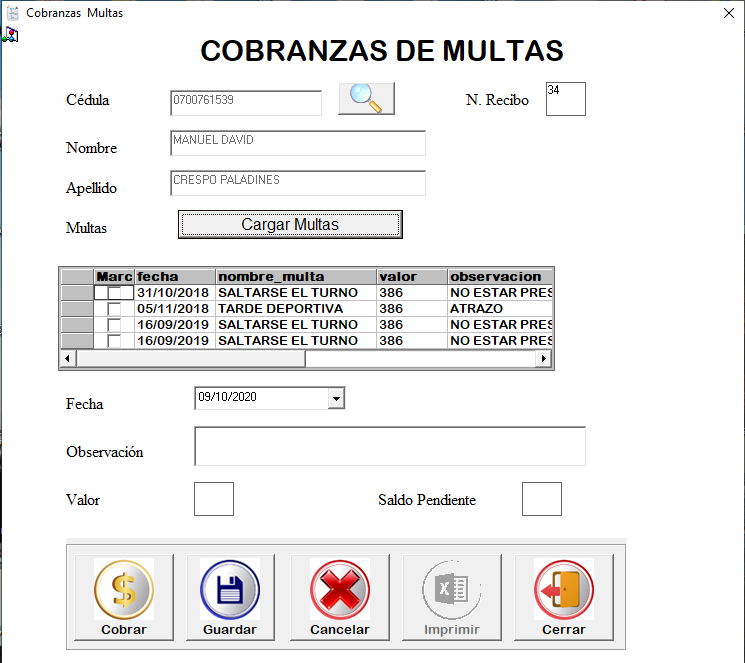 Cobranzas Multas
COBRANZAS DE MULTAS
Cédula 0700761539 N. Recibo 34
Nombre MANUEL DAVID
Apellido CRESPO PALADINES
Multas Cargar Multas
Marc fecha nombre_multa valor observacion
31/10/2018 SALTARSE EL TURNO 386 NO ESTAR PRES
05/11/2018 TARDE DEPORTIVA 386 ATRAZO
16/09/2019 SALTARSE EL TURNO 386 NO ESTAR PRES
16/09/2019 SALTARSE EL TURNO 386 NO ESTAR PRES
Fecha 09/10/2020
Observación
Valor Saldo Pendiente
Cobrar Guardar Cancelar Imprimir Cerrar